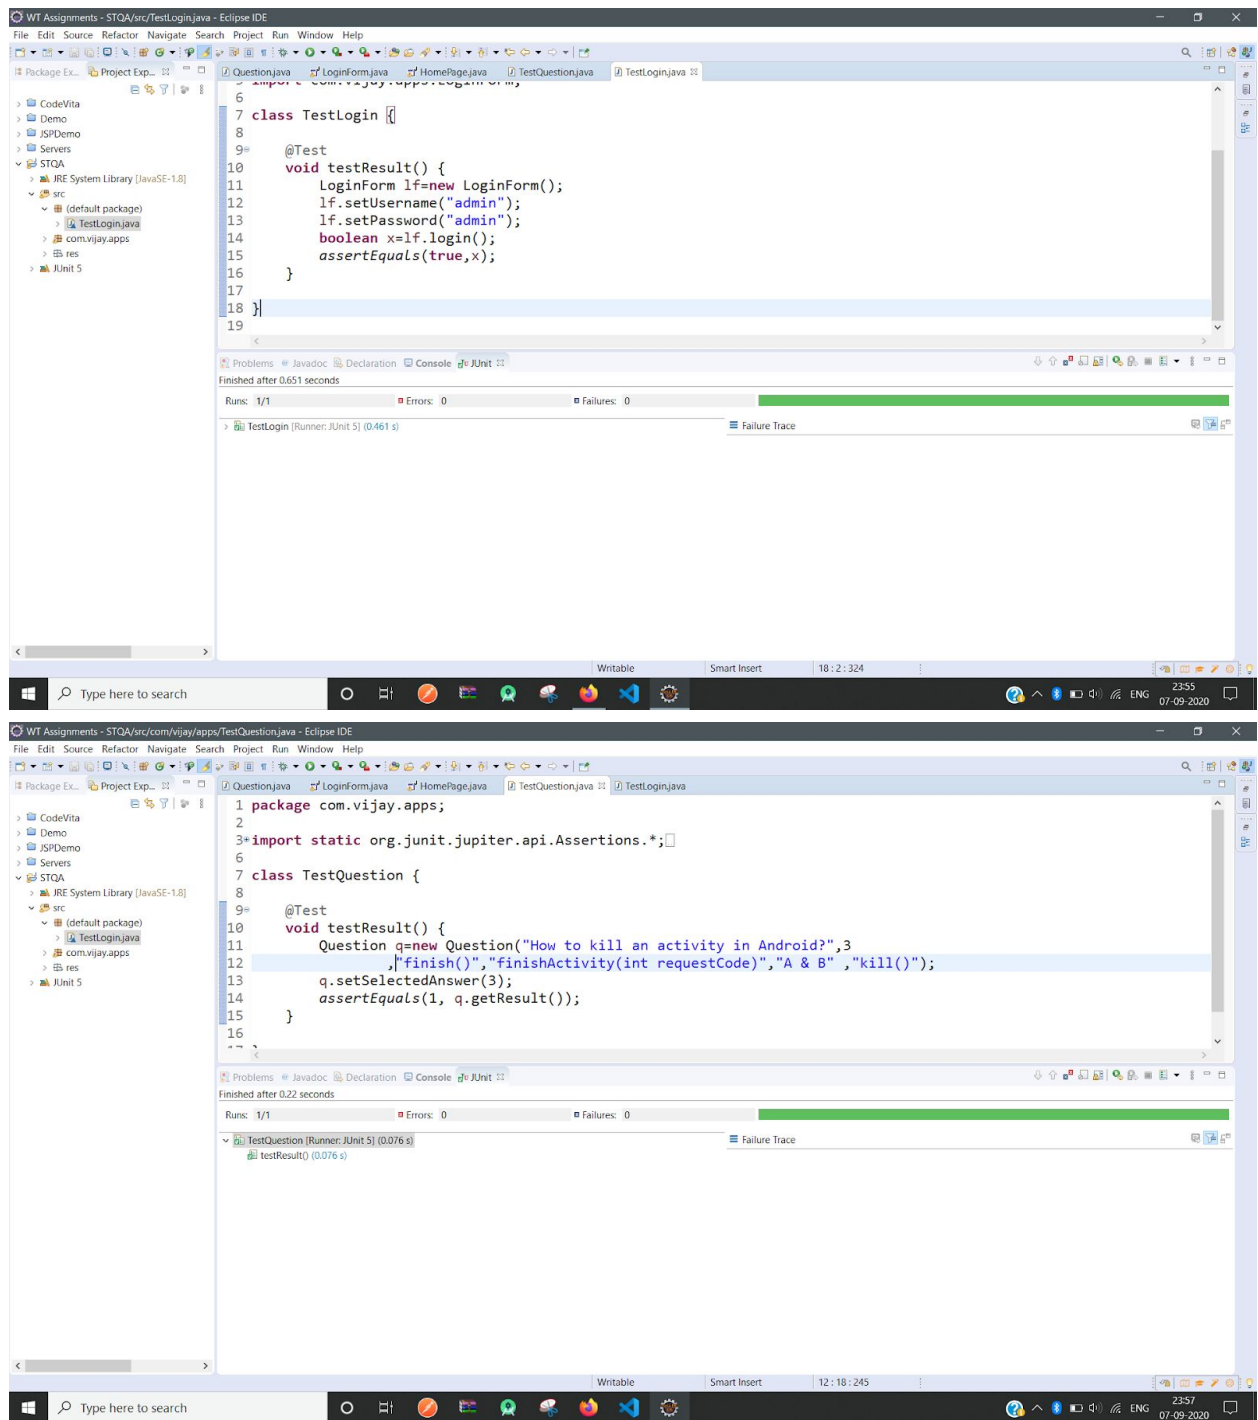 WT Assignments - STQA/src/TestLogin.java - Eclipse IDE
File Edit Source Refactor Navigate Search Project Run Window Help
Package Ex... Project Exp... Question.java LoginForm.java HomePage.java TestQuestion.java TestLogin.java
CodeVita
Demo
JSPDemo
Servers
STQA
JRE System Library [JavaSE-1.8]
src
(default package)
TestLogin.java
com.vijay.apps
res
JUnit 5
import com.vijay.apps.LoginForm;
6
7 class TestLogin {
8
9 @Test
10 void testResult() {
11 LoginForm lf=new LoginForm();
12 lf.setUsername("admin");
13 lf.setPassword("admin");
14 boolean x=lf.login();
15 assertEquals(true,x);
16 }
17
18 }
19
Problems Javadoc Declaration Console JUnit
Finished after 0.651 seconds
Runs: 1/1 Errors: 0 Failures: 0
TestLogin [Runner: JUnit 5] (0.461 s) Failure Trace
Writable Smart Insert 18 : 2 : 324
Type here to search ENG 23:55
07-09-2020
WT Assignments - STQA/src/com/vijay/apps/TestQuestion.java - Eclipse IDE
File Edit Source Refactor Navigate Search Project Run Window Help
Package Ex... Project Exp... Question.java LoginForm.java HomePage.java TestQuestion.java TestLogin.java
CodeVita
Demo
JSPDemo
Servers
STQA
JRE System Library [JavaSE-1.8]
src
(default package)
TestLogin.java
com.vijay.apps
res
JUnit 5
1 package com.vijay.apps;
2
3 import static org.junit.jupiter.api.Assertions.*;
6
7 class TestQuestion {
8
9 @Test
10 void testResult() {
11 Question q=new Question("How to kill an activity in Android?",3
12 ,"finish()","finishActivity(int requestCode)","A & B" ,"kill()");
13 q.setSelectedAnswer(3);
14 assertEquals(1, q.getResult());
15 }
16
Problems Javadoc Declaration Console JUnit
Finished after 0.22 seconds
Runs: 1/1 Errors: 0 Failures: 0
TestQuestion [Runner: JUnit 5] (0.076 s) Failure Trace
testResult() (0.076 s)
Writable Smart Insert 12 : 18 : 245
Type here to search ENG 23:57
07-09-2020